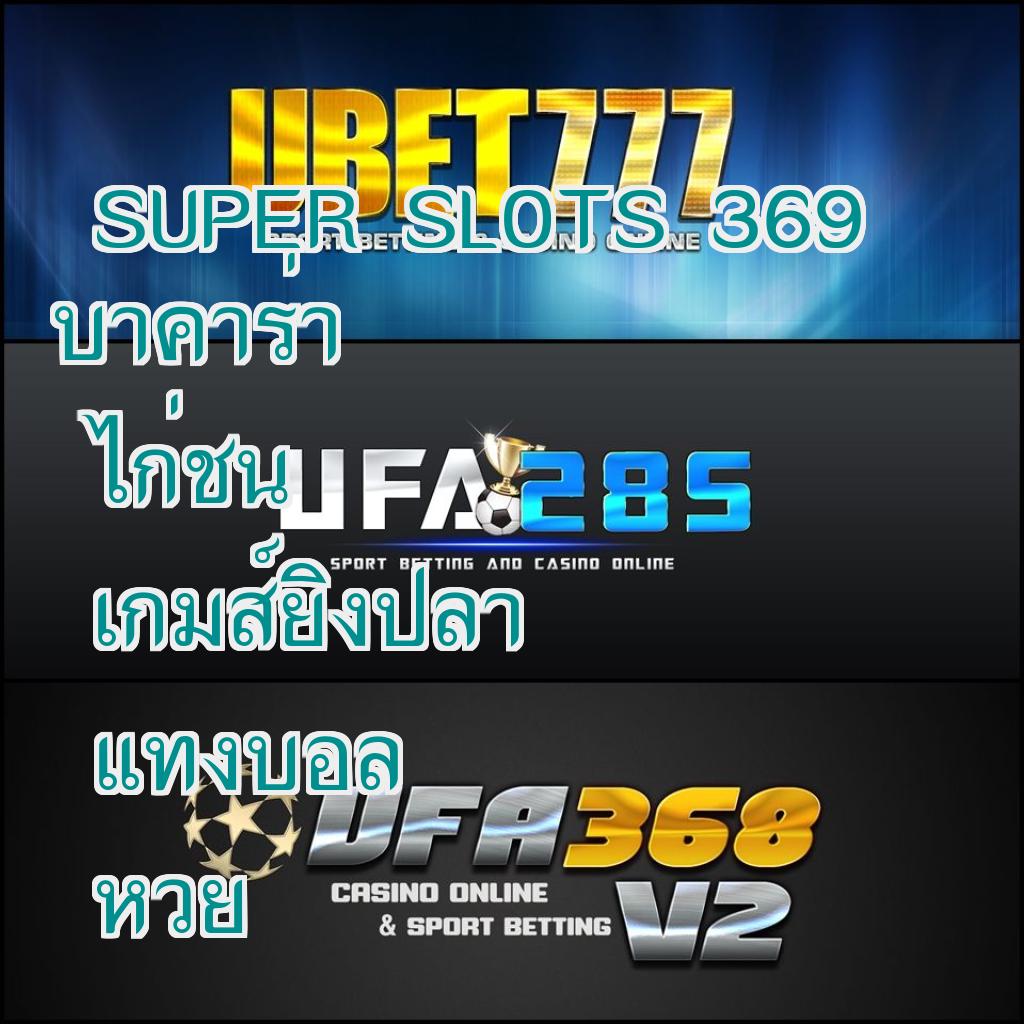 UBET777
SUPER SLOTS 369
บาคาร่า
ไก่ชน
UFA285
SPORT BETTING AND CASINO ONLINE
เกมส์ยิงปลา
แทงบอล
UFA368
หวย
CASINO ONLINE
& SPORT BETTING
V2